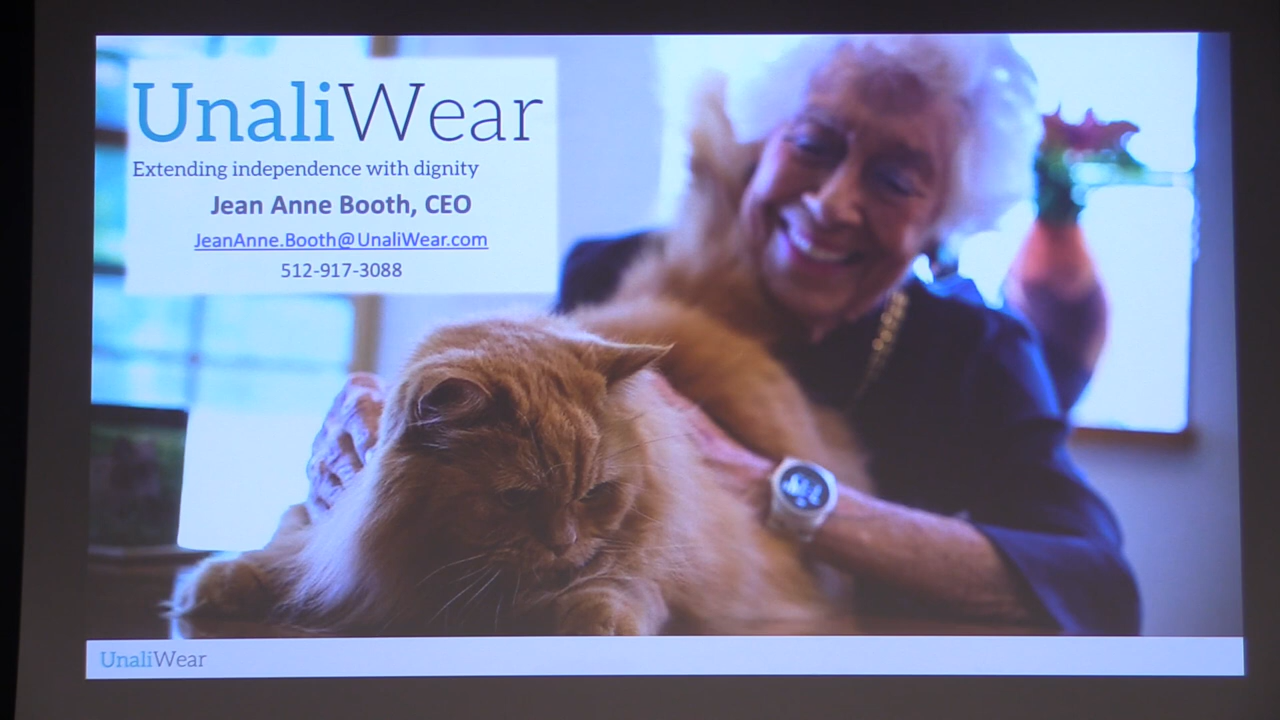 UnaliWear
Extending independence with dignity
Jean Anne Booth, CEO
JeanAnne.Booth@UnaliWear.com
512-917-3088
UnaliWear